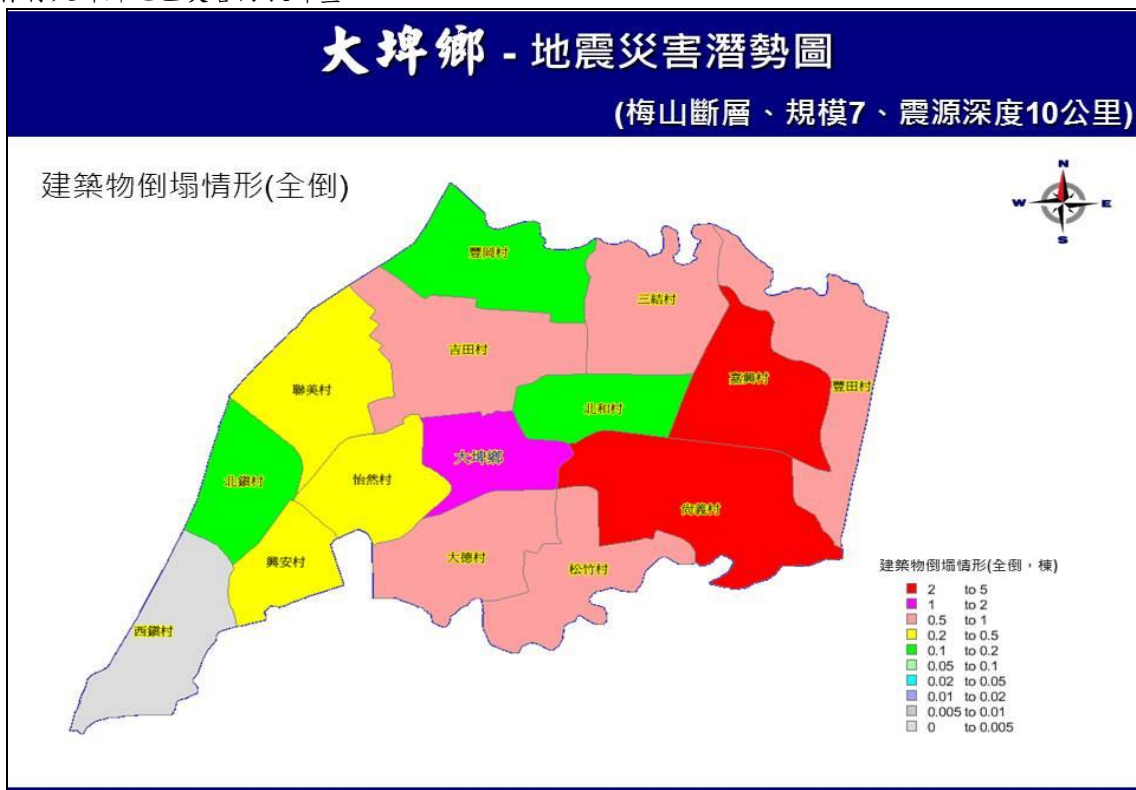 大埤鄉 - 地震災害潛勢圖
(梅山斷層、規模7、震源深度10公里)
建築物倒塌情形(全倒)
N
W
E
S
豐岡村
三結村
吉田村
嘉興村
豐田村
聯美村
北和村
大埤鄉
怡然村
北鎮村
尚義村
興安村
大德村
松竹村
西鎮村
建築物倒塌情形(全倒，棟)
2 to 5
1 to 2
0.5 to 1
0.2 to 0.5
0.1 to 0.2
0.05 to 0.1
0.02 to 0.05
0.01 to 0.02
0.005 to 0.01
0 to 0.005